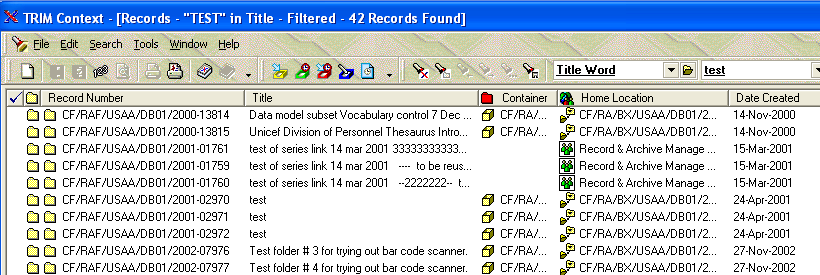 TRIM Context - [Records - "TEST" in Title - Filtered - 42 Records Found]
File Edit Search Tools Window Help
Title Word test
Record Number Title Container Home Location Date Created
CF/RAF/USAA/DB01/2000-13814 Data model subset Vocabulary control 7 Dec ... CF/RA/... CF/RA/BX/USAA/DB01/2... 14-Nov-2000
CF/RAF/USAA/DB01/2000-13815 Unicef Division of Personnel Thesaurus Intro... CF/RA/... CF/RA/BX/USAA/DB01/2... 14-Nov-2000
CF/RAF/USAA/DB01/2001-01761 test of series link 14 mar 2001 33333333333... Record & Archive Manage ... 15-Mar-2001
CF/RAF/USAA/DB01/2001-01759 test of series link 14 mar 2001 ---- to be reus... Record & Archive Manage ... 15-Mar-2001
CF/RAF/USAA/DB01/2001-01760 test of series link 14 mar 2001 --2222222-- t... Record & Archive Manage ... 15-Mar-2001
CF/RAF/USAA/DB01/2001-02970 test CF/RA/... CF/RA/BX/USAA/DB01/2... 24-Apr-2001
CF/RAF/USAA/DB01/2001-02971 test CF/RA/... CF/RA/BX/USAA/DB01/2... 24-Apr-2001
CF/RAF/USAA/DB01/2001-02972 test CF/RA/... CF/RA/BX/USAA/DB01/2... 24-Apr-2001
CF/RAF/USAA/DB01/2002-07976 Test folder # 3 for trying out bar code scanner. CF/RA/... CF/RA/BX/USAA/DB01/2... 27-Nov-2002
CF/RAF/USAA/DB01/2002-07977 Test folder # 4 for trying out bar code scanner. CF/RA/... CF/RA/BX/USAA/DB01/2... 27-Nov-2002